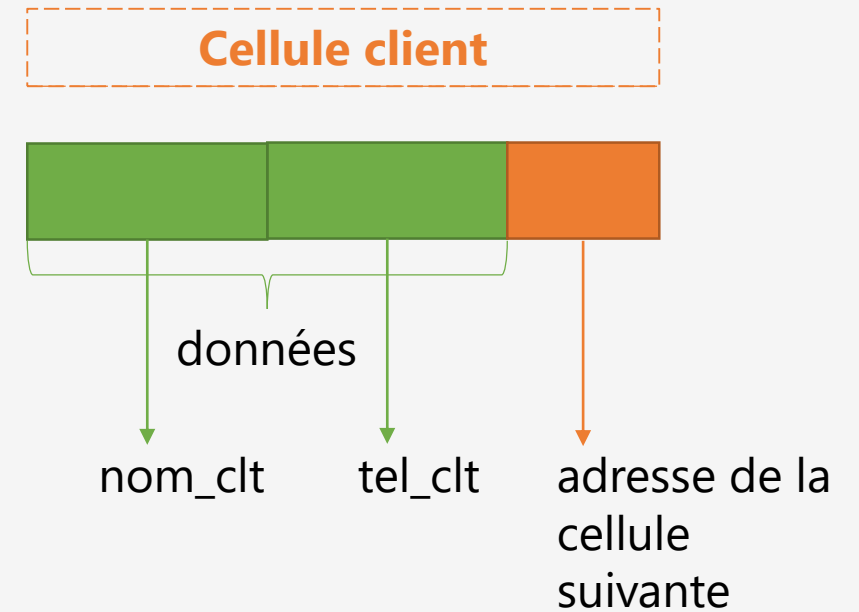 Cellule client
données
nom_clt
tel_clt
adresse de la
cellule
suivante